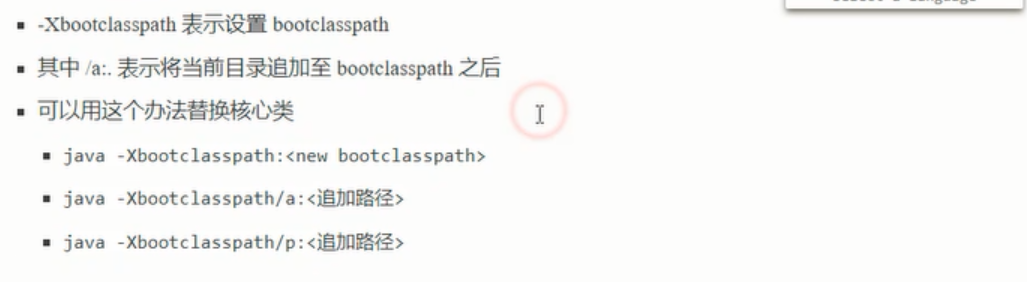 -Xbootclasspath 表示设置 bootclasspath
其中 /a:. 表示将当前目录追加至 bootclasspath 之后
可以用这个办法替换核心类
java -Xbootclasspath:<new bootclasspath>
java -Xbootclasspath/a:<追加路径>
java -Xbootclasspath/p:<追加路径>